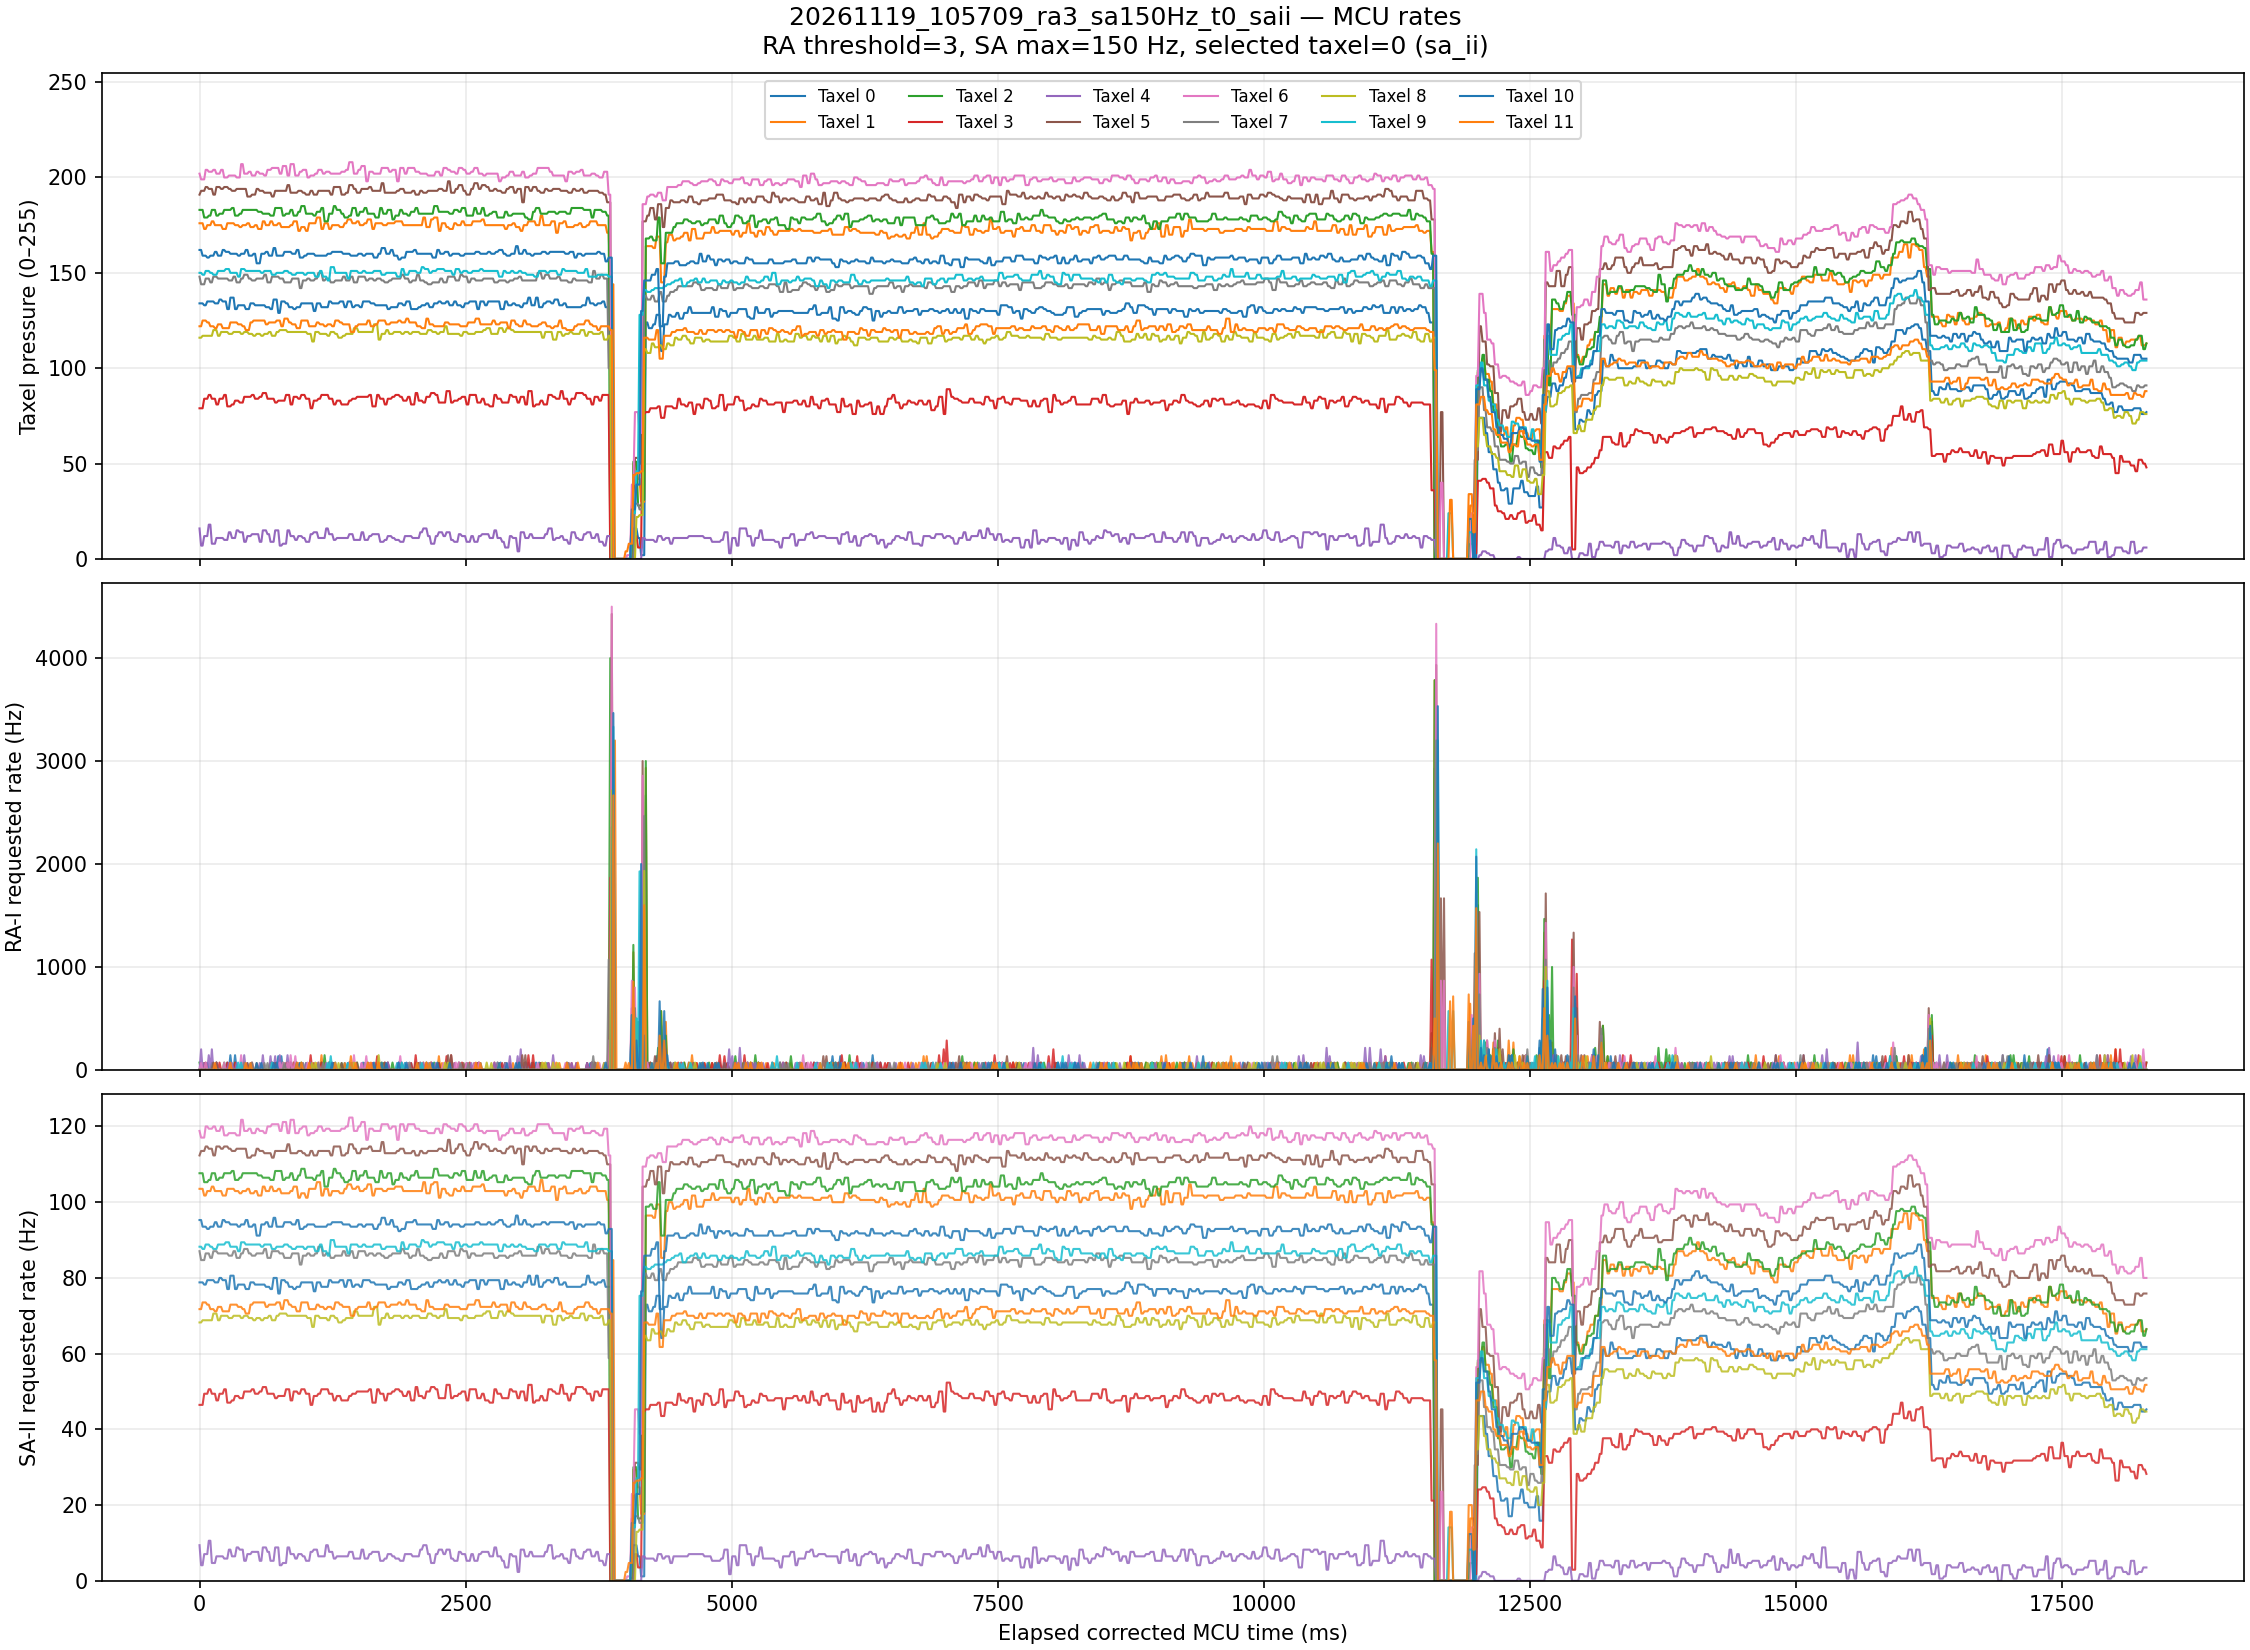 20261119_105709_ra3_sa150Hz_t0_saii — MCU rates
RA threshold=3, SA max=150 Hz, selected taxel=0 (sa_ii)
Taxel pressure (0–255)
250
200
150
100
50
0
Taxel 0 Taxel 2 Taxel 4 Taxel 6 Taxel 8 Taxel 10
Taxel 1 Taxel 3 Taxel 5 Taxel 7 Taxel 9 Taxel 11
RA-I requested rate (Hz)
4000
3000
2000
1000
0
SA-II requested rate (Hz)
120
100
80
60
40
20
0
0 2500 5000 7500 10000 12500 15000 17500
Elapsed corrected MCU time (ms)